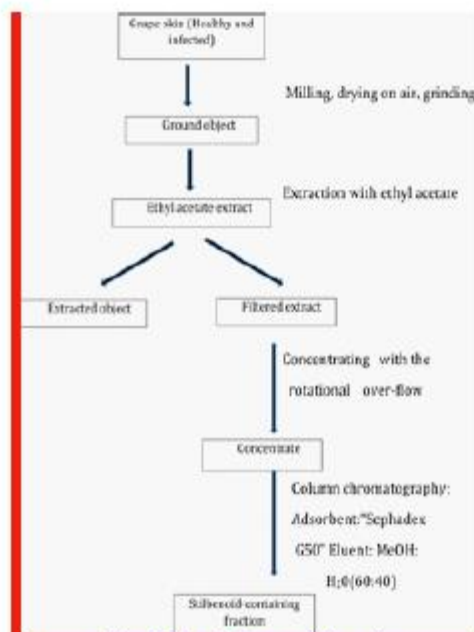 Grape skin (Healthy and
infected)
Milling, drying on air, grinding
Ground object
Extraction with ethyl acetate
Ethyl acetate extract
Extracted object
Filtered extract
Concentrating with the
rotational over-flow
Concentrate
Column chromatography:
Adsorbent:"Sephadex
G50" Eluent: MeOH:
H;0(60:40)
Stilbenoid-containing
fraction